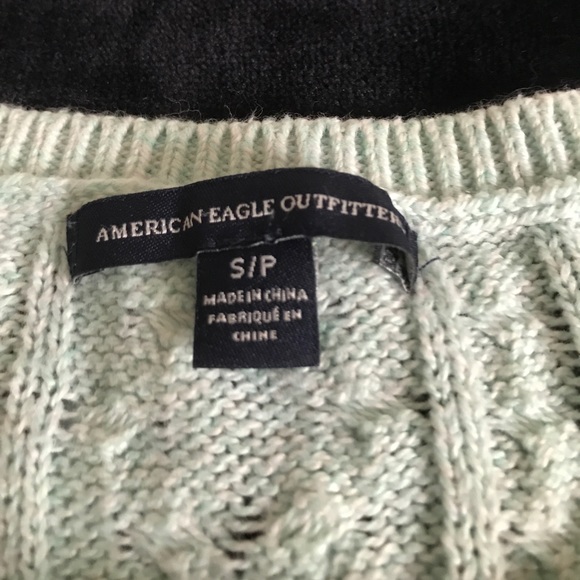 AMERICAN EAGLE OUTFITTERS
S/P
MADE IN CHINA
FABRIQUÉ EN
CHINE